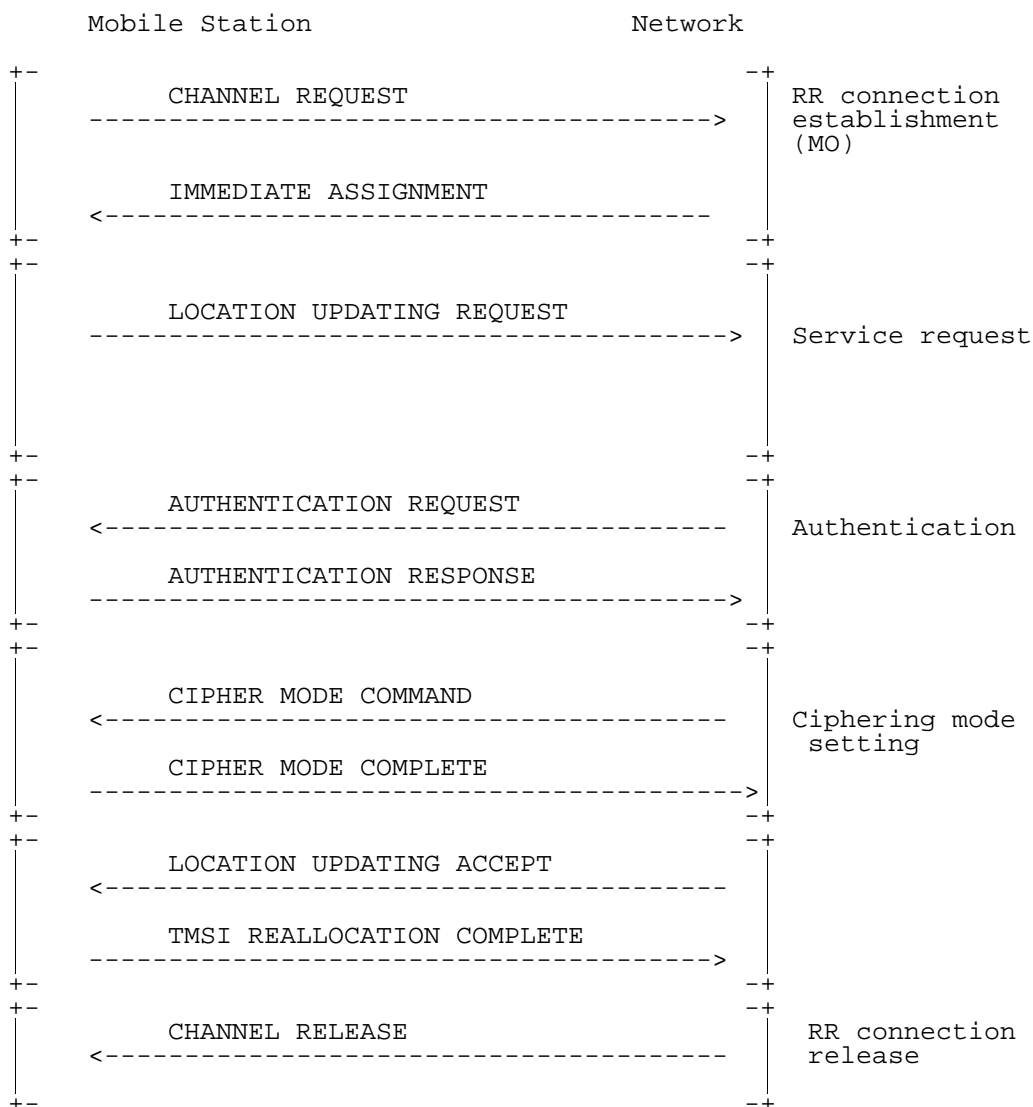 Mobile Station Network
CHANNEL REQUEST RR connection
establishment
(MO)
IMMEDIATE ASSIGNMENT
LOCATION UPDATING REQUEST
Service request
AUTHENTICATION REQUEST
Authentication
AUTHENTICATION RESPONSE
CIPHER MODE COMMAND
Ciphering mode
setting
CIPHER MODE COMPLETE
LOCATION UPDATING ACCEPT
TMSI REALLOCATION COMPLETE
CHANNEL RELEASE RR connection
release